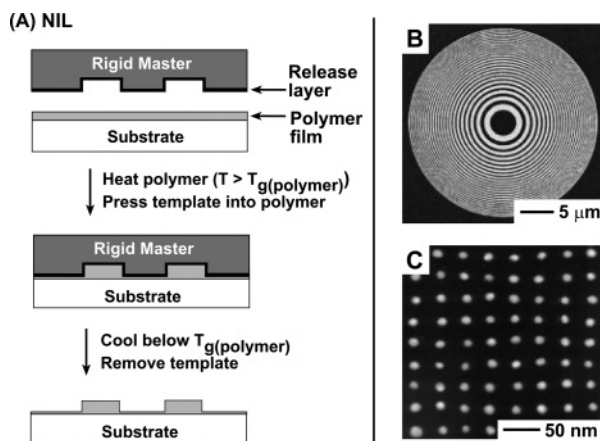 (A) NIL
Rigid Master
Release
layer
Polymer
film
Substrate
Heat polymer (T > Tg(polymer))
Press template into polymer
Rigid Master
Substrate
Cool below Tg(polymer)
Remove template
Substrate
B
5 μm
C
50 nm